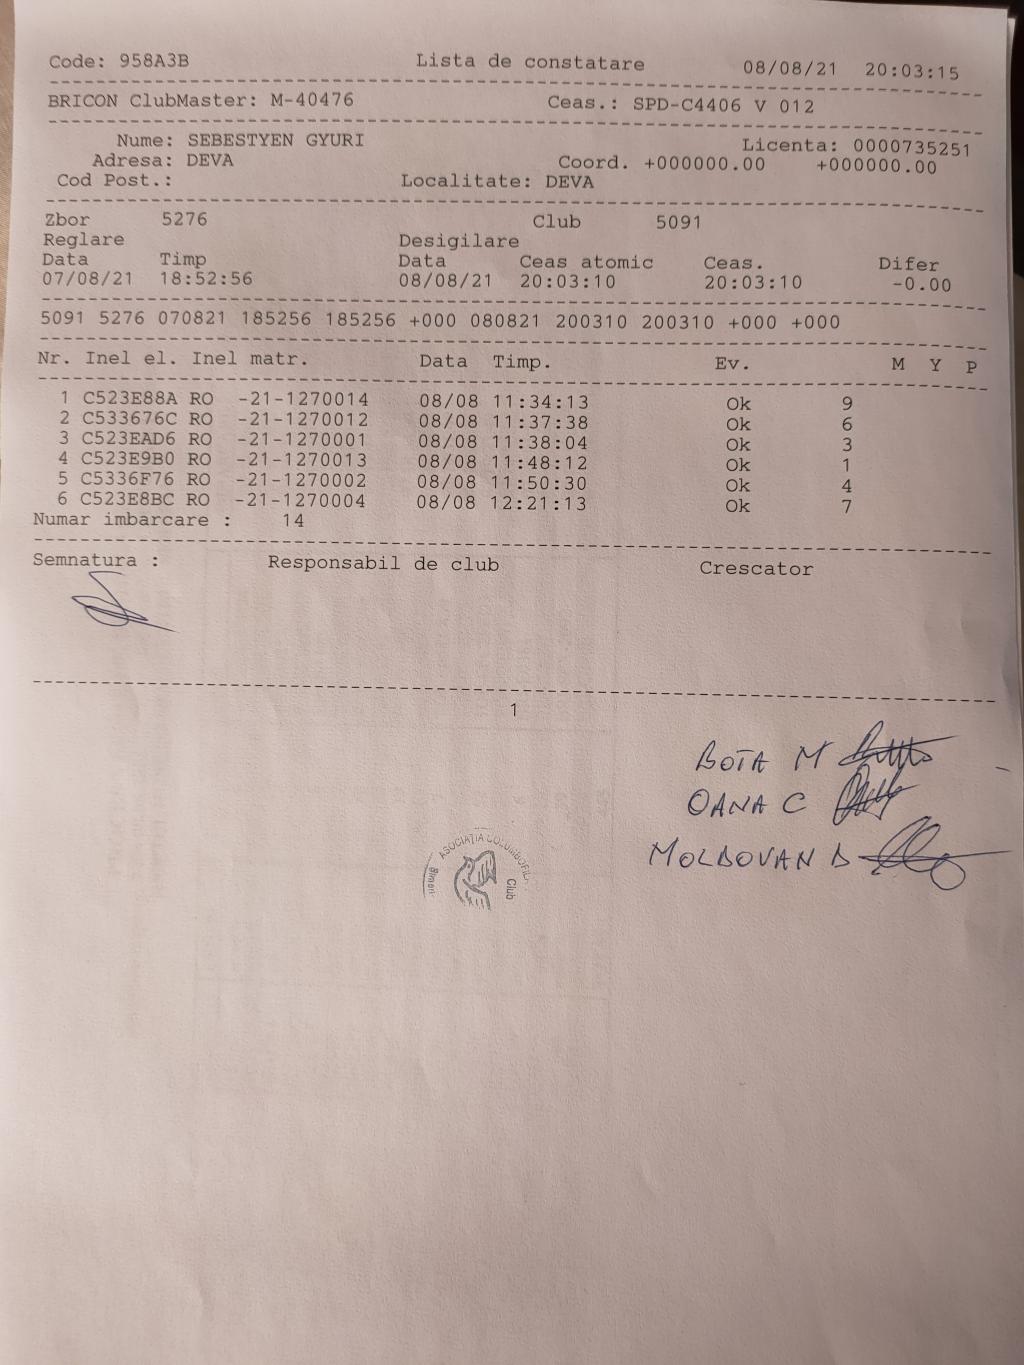 Code: 958A3B Lista de constatare 08/08/21 20:03:15
BRICON ClubMaster: M-40476 Ceas.: SPD-C4406 V 012
Nume: SEBESTYEN GYURI Licenta: 0000735251
Adresa: DEVA Coord. +000000.00 +000000.00
Cod Post.: Localitate: DEVA
Zbor 5276 Club 5091
Reglare Desigilare
Data Timp Data Ceas atomic Ceas. Difer
07/08/21 18:52:56 08/08/21 20:03:10 20:03:10 -0.00
5091 5276 070821 185256 185256 +000 080821 200310 200310 +000 +000
Nr. Inel el. Inel matr. Data Timp. Ev. M Y P
1 C523E88A RO -21-1270014 08/08 11:34:13 Ok 9
2 C533676C RO -21-1270012 08/08 11:37:38 Ok 6
3 C523EAD6 RO -21-1270001 08/08 11:38:04 Ok 3
4 C523E9B0 RO -21-1270013 08/08 11:48:12 Ok 1
5 C5336F76 RO -21-1270002 08/08 11:50:30 Ok 4
6 C523E8BC RO -21-1270004 08/08 12:21:13 Ok 7
Numar imbarcare : 14
Semnatura : Responsabil de club Crescator
1
BOTA M
OANA C
MOLDOVAN D
ASOCIATIA COLUMBOFILA
Club